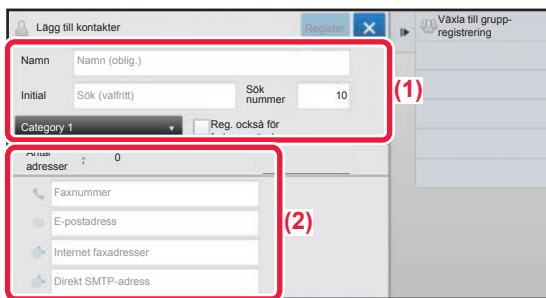 Lägg till kontakter
Register
Växla till grupp-
registrering
Namn
Namn (oblig.)
Initial
Sök (valfritt)
Sök
nummer
10
(1)
Category 1
Reg. också för
Antal
adresser
:
0
Faxnummer
E-postadress
(2)
Internet faxadresser
Direkt SMTP-adress